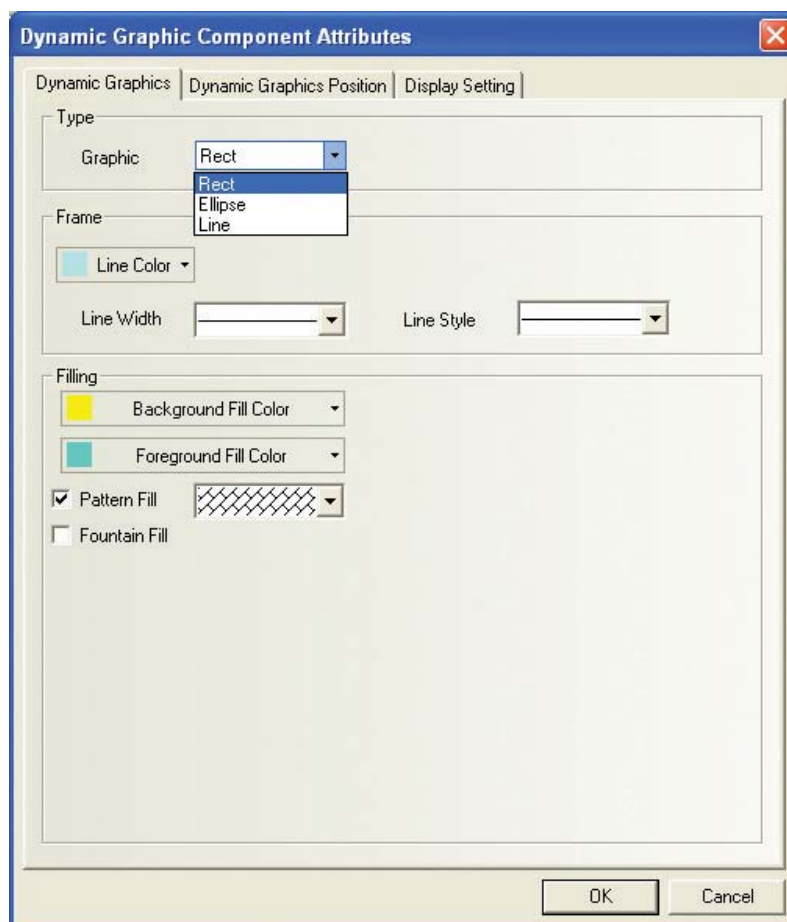 Dynamic Graphic Component Attributes
Dynamic Graphics Dynamic Graphics Position Display Setting
Type
Graphic Rect
Rect
Ellipse
Line
Frame
Line Color
Line Width Line Style
Filling
Background Fill Color
Foreground Fill Color
Pattern Fill
Fountain Fill
OK Cancel